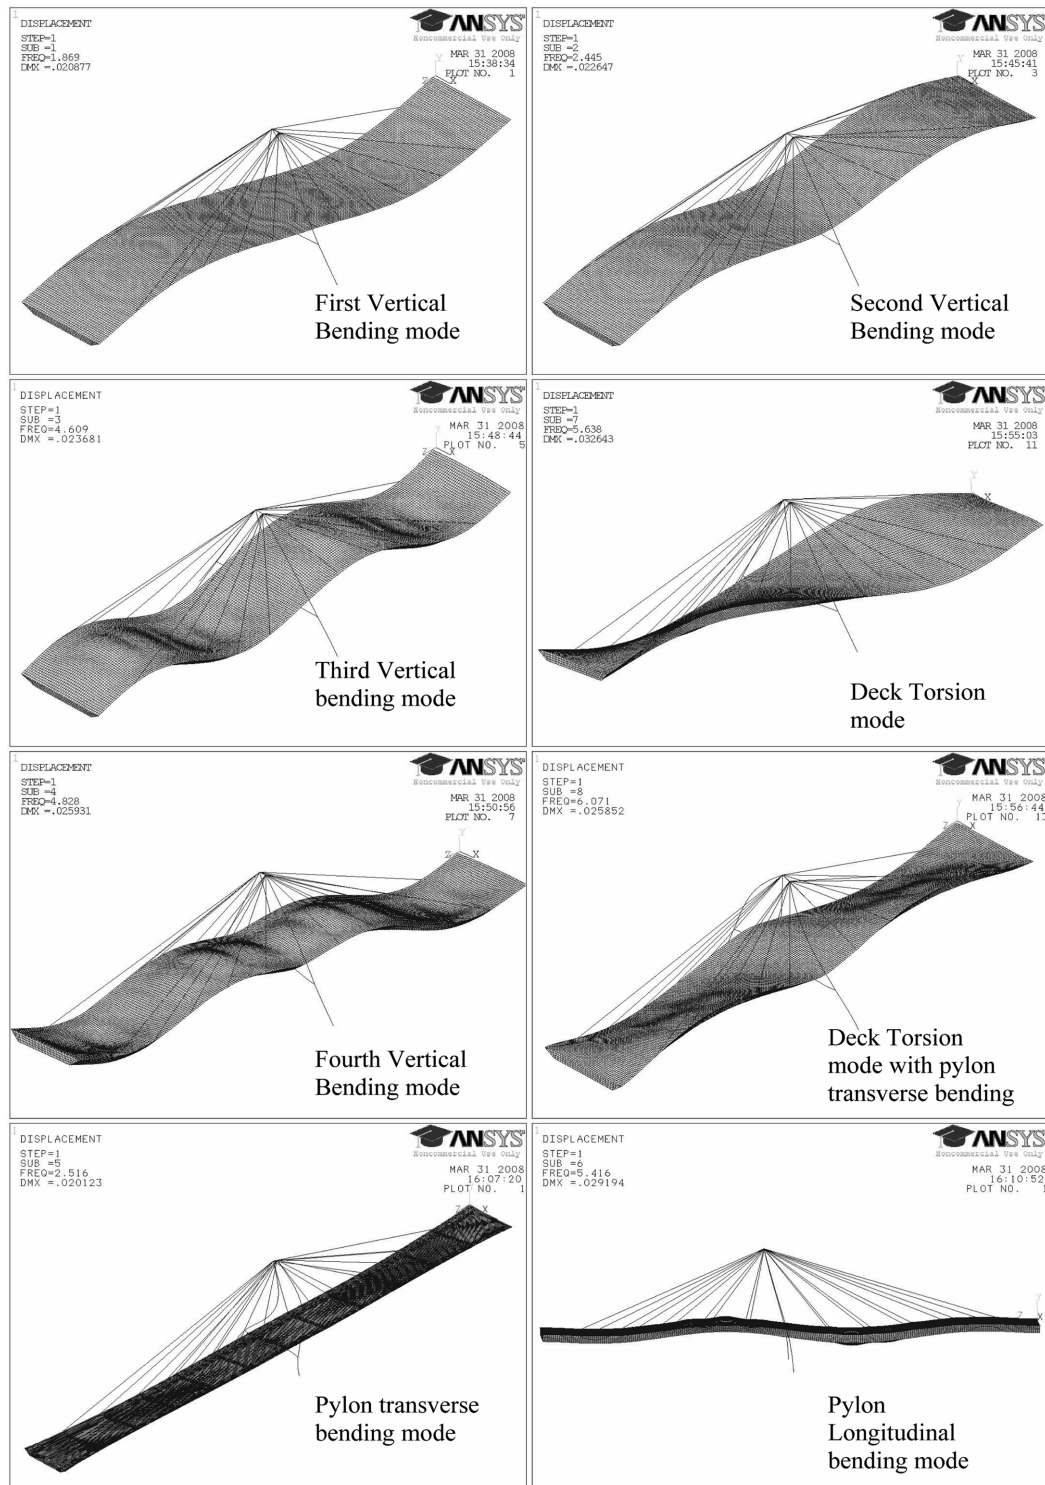 1
DISPLACEMENT
STEP=1
SUB =1
FREQ=1.869
DMX =.020877
ANSYS
Noncommercial Use Only
MAR 31 2008
15:38:34
PLOT NO. 1
Y
Z X
First Vertical
Bending mode
1
DISPLACEMENT
STEP=1
SUB =2
FREQ=2.445
DMX =.022647
ANSYS
Noncommercial Use Only
MAR 31 2008
15:45:41
PLOT NO. 3
Y
X
Second Vertical
Bending mode
1
DISPLACEMENT
STEP=1
SUB =3
FREQ=4.609
DMX =.023681
ANSYS
Noncommercial Use Only
MAR 31 2008
15:48:44
PLOT NO. 5
Y
Z X
Third Vertical
bending mode
1
DISPLACEMENT
STEP=1
SUB =7
FREQ=5.638
DMX =.032643
ANSYS
Noncommercial Use Only
MAR 31 2008
15:55:03
PLOT NO. 11
Y
X
Deck Torsion
mode
1
DISPLACEMENT
STEP=1
SUB =4
FREQ=4.828
DMX =.025931
ANSYS
Noncommercial Use Only
MAR 31 2008
15:50:56
PLOT NO. 7
Y
Z X
Fourth Vertical
Bending mode
1
DISPLACEMENT
STEP=1
SUB =8
FREQ=6.071
DMX =.025852
ANSYS
Noncommercial Use Only
MAR 31 2008
15:56:44
PLOT NO.
Y
Z X
Deck Torsion
mode with pylon
transverse bending
1
DISPLACEMENT
STEP=1
SUB =5
FREQ=2.516
DMX =.020123
ANSYS
Noncommercial Use Only
MAR 31 2008
16:07:20
PLOT NO. 1
Z X
Pylon transverse
bending mode
1
DISPLACEMENT
STEP=1
SUB =6
FREQ=5.416
DMX =.029194
ANSYS
Noncommercial Use Only
MAR 31 2008
16:10:52
PLOT NO. 1
Y
Z X
Pylon
Longitudinal
bending mode